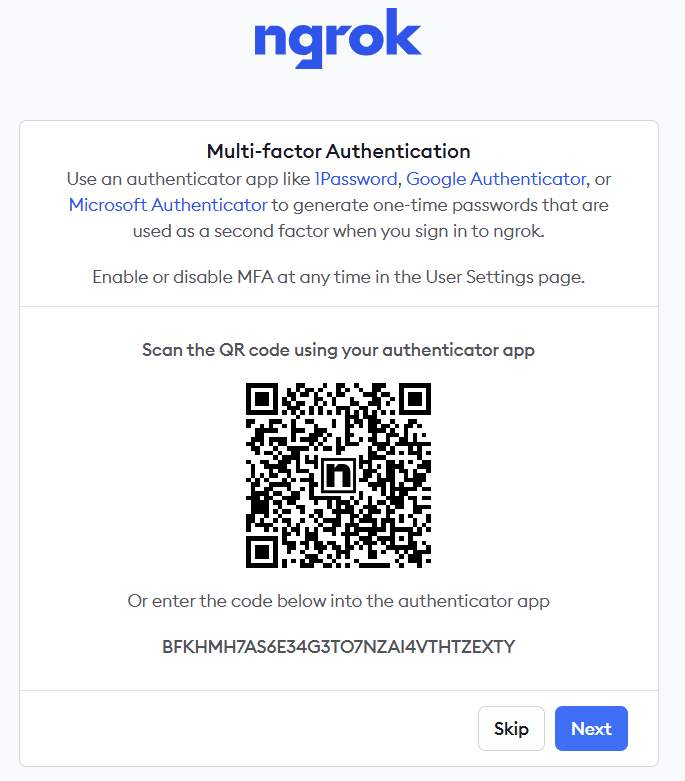 ngrok
Multi-factor Authentication
Use an authenticator app like 1Password, Google Authenticator, or
Microsoft Authenticator to generate one-time passwords that are
used as a second factor when you sign in to ngrok.
Enable or disable MFA at any time in the User Settings page.
Scan the QR code using your authenticator app
n
Or enter the code below into the authenticator app
BFKHMH7AS6E34G3TO7NZAI4VTHTZEXTY
Skip
Next